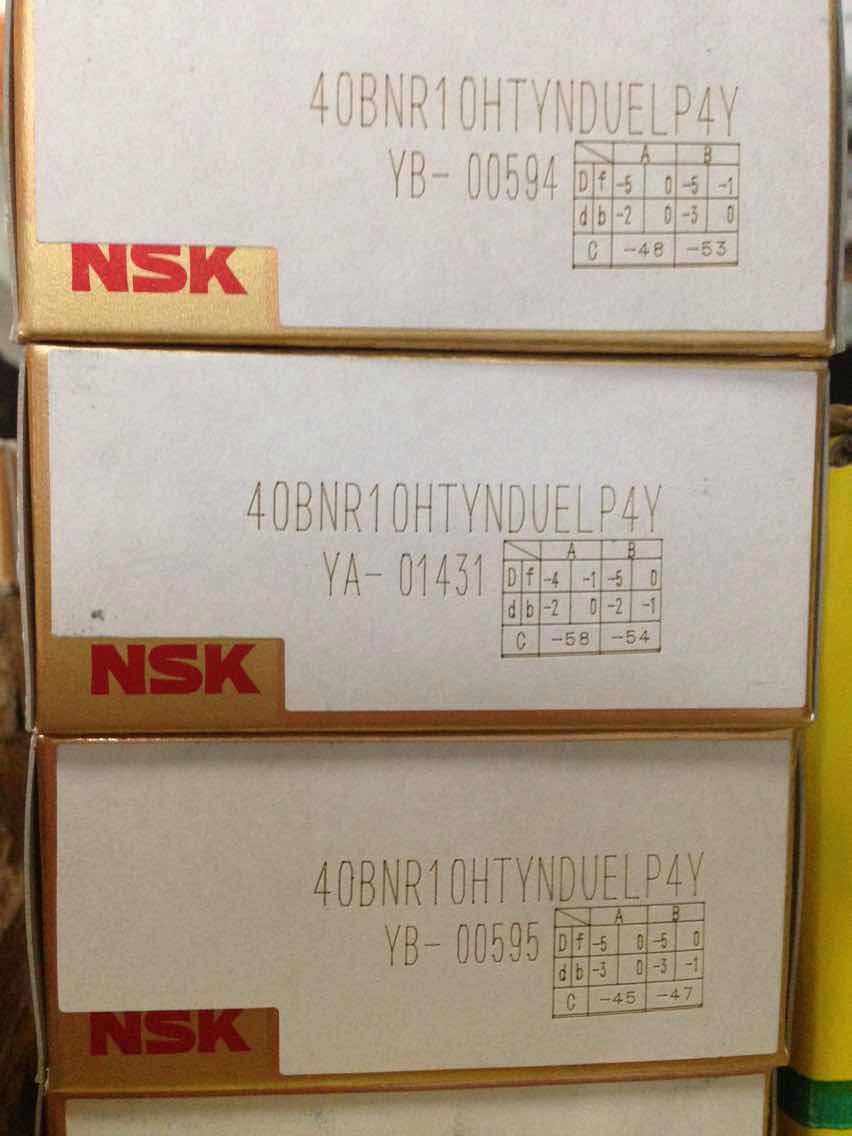 40BNR10HTYNDUELP4Y
YB- 00594
A B
D f -5 0 -5 -1
d b -2 0 -3 0
C -48 -53
NSK
40BNR10HTYNDUELP4Y
YA- 01431
A B
D f -4 -1 -5 0
d b -2 0 -2 -1
C -58 -54
NSK
40BNR10HTYNDUELP4Y
YB- 00595
A B
D f -5 0 -5 0
d b -3 0 -3 -1
C -45 -47
NSK